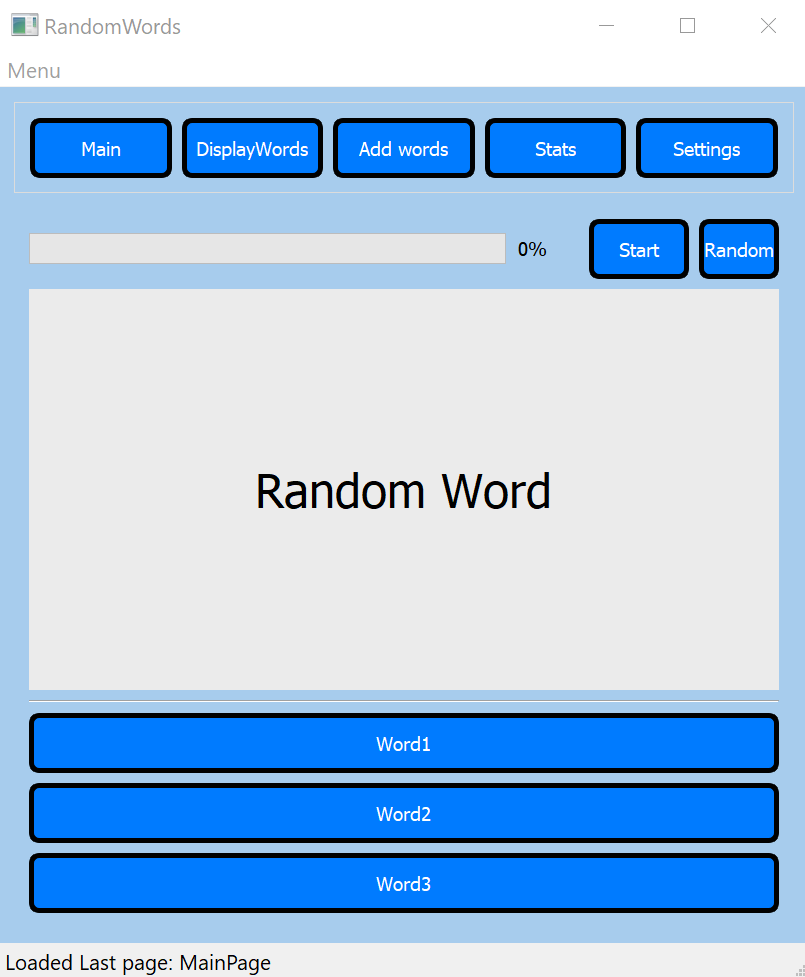 RandomWords
Menu
Main DisplayWords Add words Stats Settings
0% Start Random
Random Word
Word1
Word2
Word3
Loaded Last page: MainPage